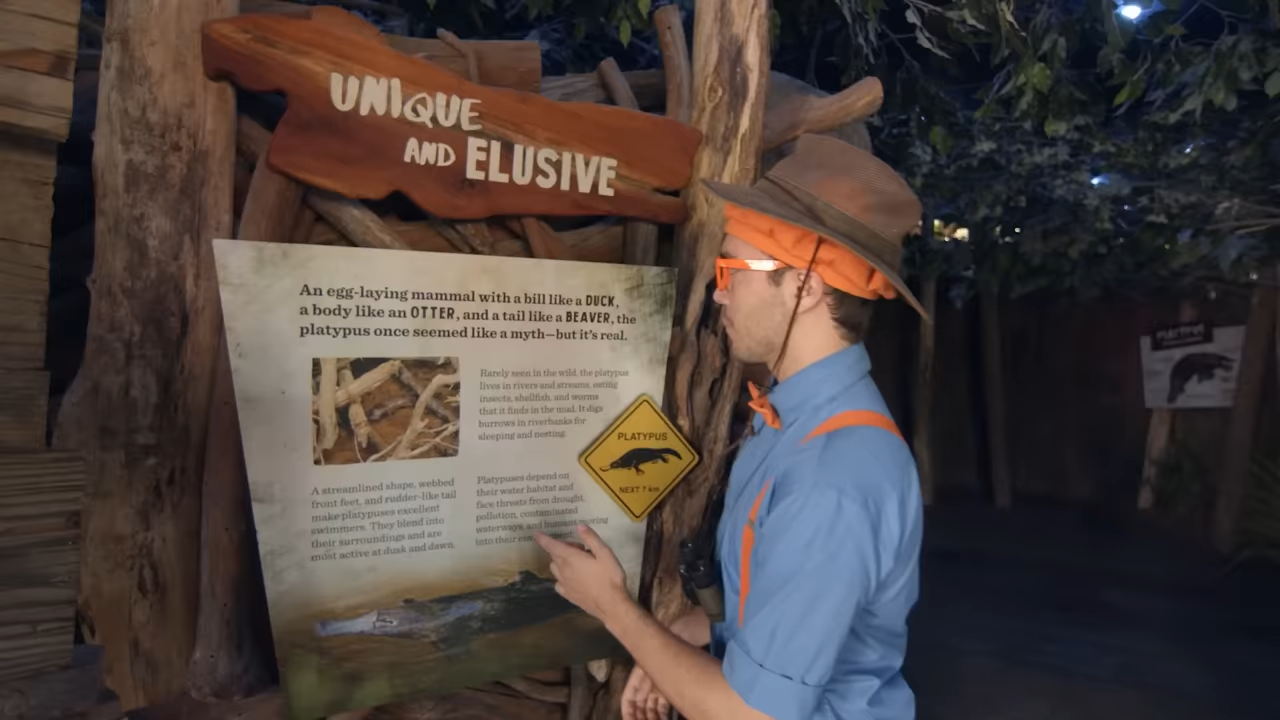 UNIQUE
AND ELUSIVE
An egg-laying mammal with a bill like a DUCK,
a body like an OTTER, and a tail like a BEAVER, the
platypus once seemed like a myth—but it's real.
Rarely seen in the wild, the platypus
lives in rivers and streams, eating
insects, shellfish, and worms
that it finds in the mud. It digs
burrows in riverbanks for
sleeping and nesting.
A streamlined shape, webbed
front feet, and rudder-like tail
make platypuses excellent
swimmers. They blend into
their surroundings and are
most active at dusk and dawn.
Platypuses depend on
their water habitat and
face threats from drought,
pollution, contaminated
waterways, and humans moving
into their
PLATYPUS
NEXT 7 km
PLATYPUS